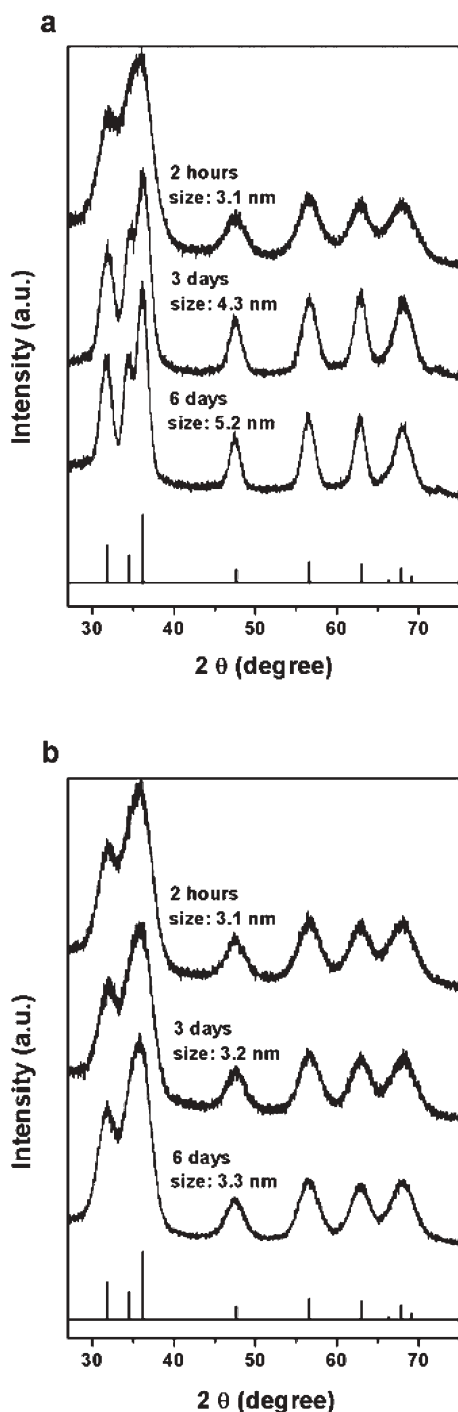 a
2 hours
size: 3.1 nm
3 days
size: 4.3 nm
6 days
size: 5.2 nm
Intensity (a.u.)
30 40 50 60 70
2 θ (degree)
b
2 hours
size: 3.1 nm
3 days
size: 3.2 nm
6 days
size: 3.3 nm
Intensity (a.u.)
30 40 50 60 70
2 θ (degree)